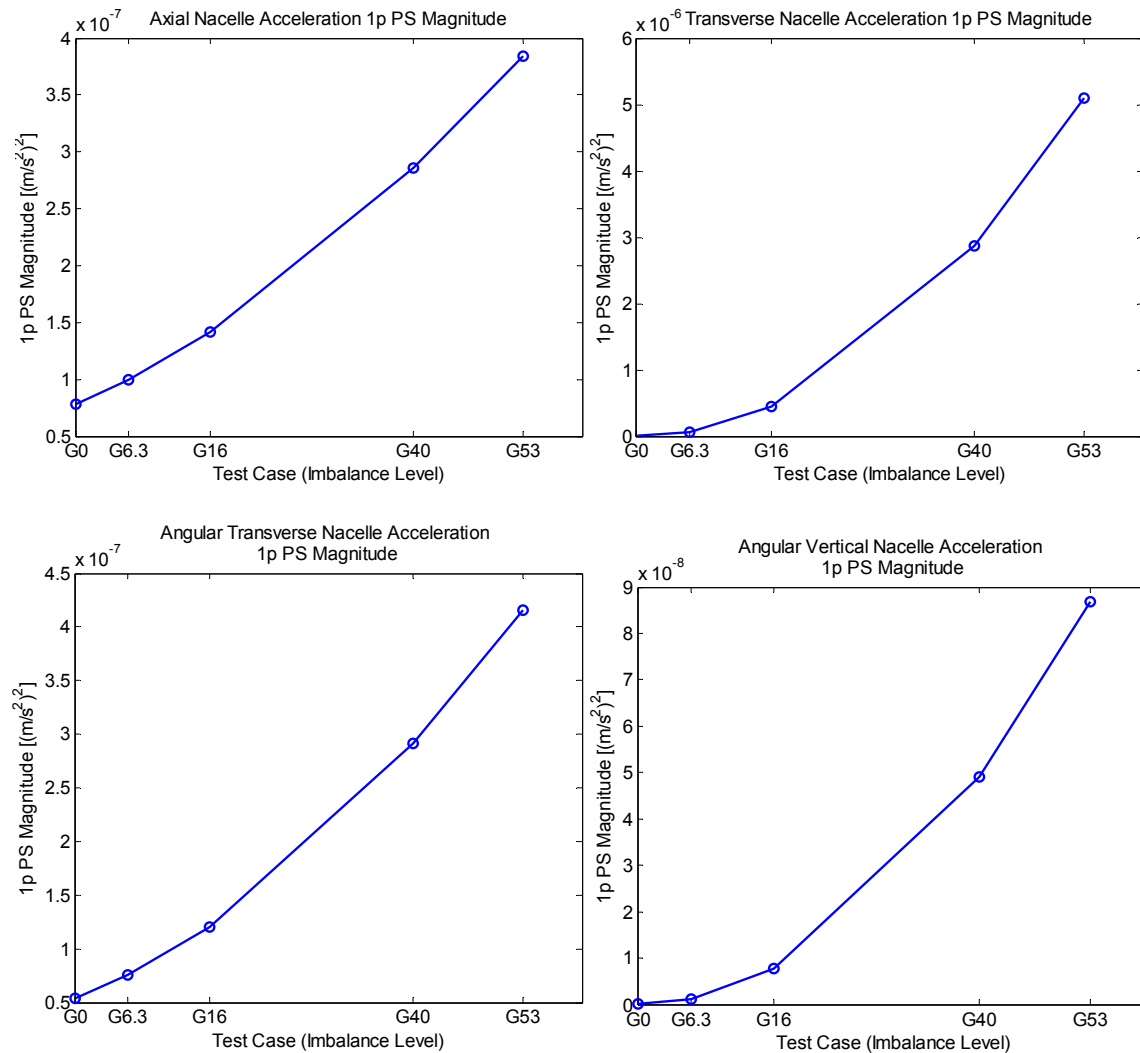 Axial Nacelle Acceleration 1p PS Magnitude
x 10^-7
4
3.5
3
2.5
2
1.5
1
0.5
1p PS Magnitude [(m/s^2)^2]
G0 G6.3 G16 G40 G53
Test Case (Imbalance Level)
Transverse Nacelle Acceleration 1p PS Magnitude
x 10^-6
6
5
4
3
2
1
0
1p PS Magnitude [(m/s^2)^2]
G0 G6.3 G16 G40 G53
Test Case (Imbalance Level)
Angular Transverse Nacelle Acceleration
1p PS Magnitude
x 10^-7
4.5
4
3.5
3
2.5
2
1.5
1
0.5
1p PS Magnitude [(m/s^2)^2]
G0 G6.3 G16 G40 G53
Test Case (Imbalance Level)
Angular Vertical Nacelle Acceleration
1p PS Magnitude
x 10^-8
9
8
7
6
5
4
3
2
1
0
1p PS Magnitude [(m/s^2)^2]
G0 G6.3 G16 G40 G53
Test Case (Imbalance Level)